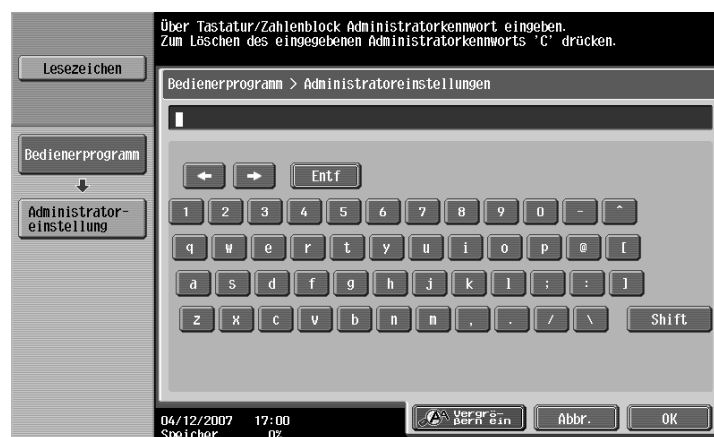 Über Tastatur/Zahlenblock Administratorkennwort eingeben.
Zum Löschen des eingegebenen Administratorkennworts 'C' drücken.
Lesezeichen
Bedienerprogramm > Administratoreinstellungen
Bedienerprogramm
Administrator-
einstellung
Entf
1 2 3 4 5 6 7 8 9 0 - ^
q w e r t y u i o p @ [
a s d f g h j k l ; : ]
z x c v b n m , . / \ Shift
04/12/2007 17:00
Speicher 0%
AA Vergrö-
ßern ein
Abbr.
OK